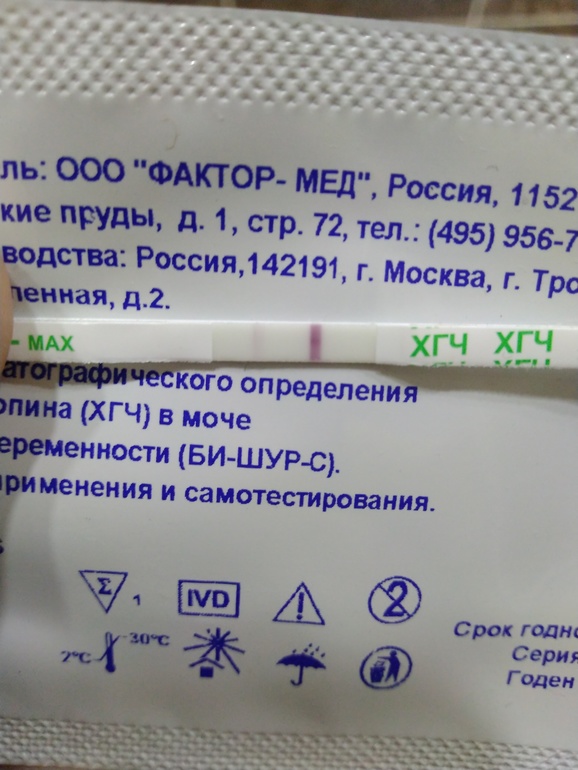 ль: ООО "ФАКТОР- МЕД", Россия, 1152
кие пруды, д. 1, стр. 72, тел.: (495) 956-7
водства: Россия,142191, г. Москва, г. Тро
ленная, д.2.
- MAX ХГЧ ХГЧ
атографического определения
опина (ХГЧ) в моче
еременности (БИ-ШУР-С).
применения и самотестирования.
Σ 1 IVD 2
2°C 30°C
Срок годно
Серия
Годен